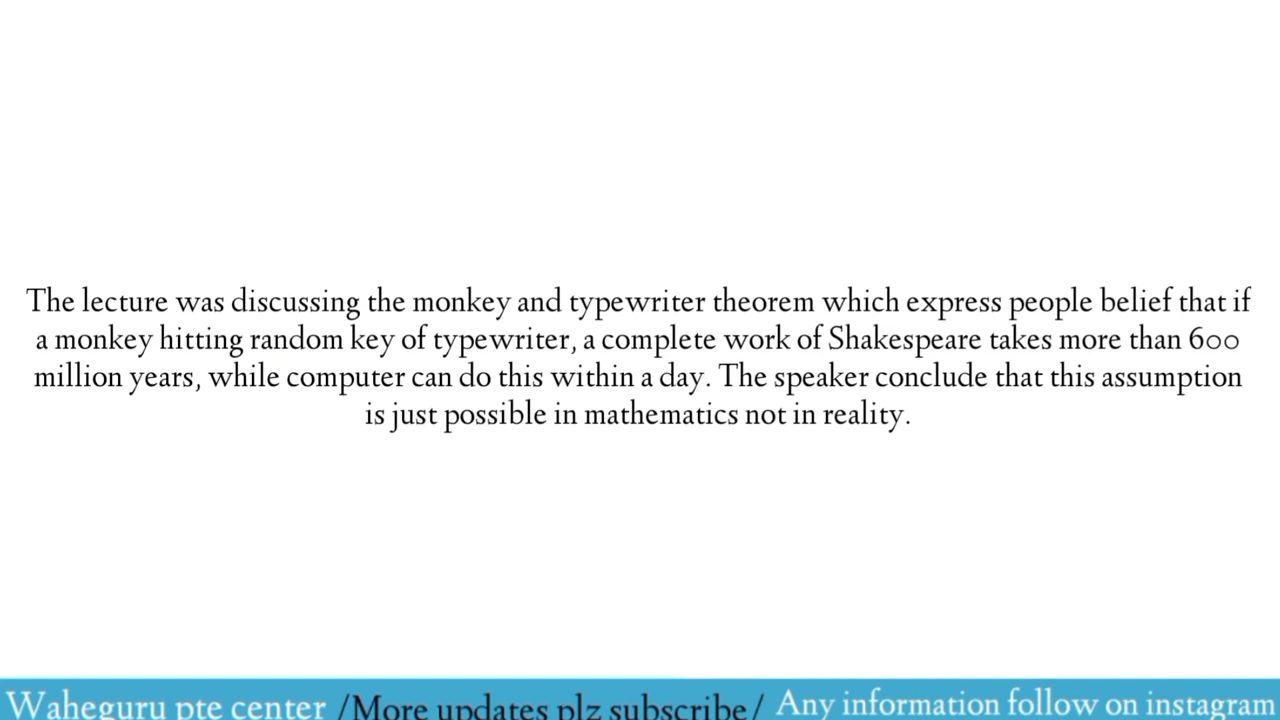 The lecture was discussing the monkey and typewriter theorem which express people belief that if
a monkey hitting random key of typewriter, a complete work of Shakespeare takes more than 600
million years, while computer can do this within a day. The speaker conclude that this assumption
is just possible in mathematics not in reality.
Waheguru pte center /More updates plz subscribe/ Any information follow on instagram